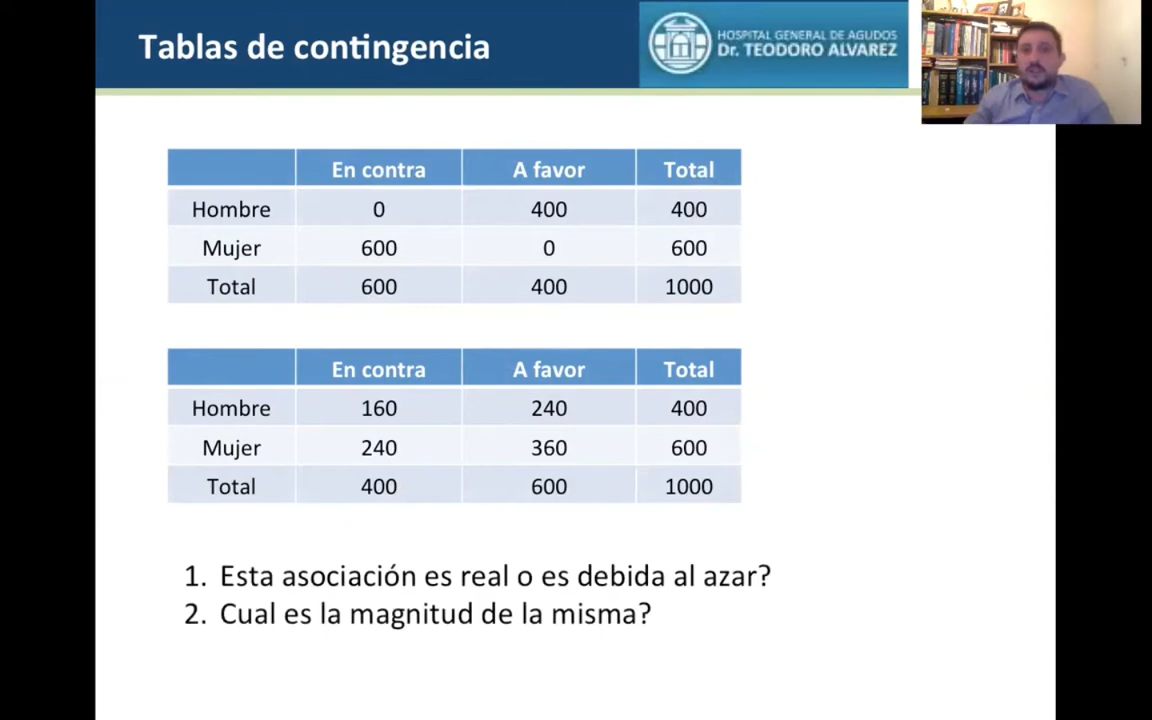 Tablas de contingencia
HOSPITAL GENERAL DE AGUDOS
Dr. TEODORO ALVAREZ
En contra A favor Total
Hombre 0 400 400
Mujer 600 0 600
Total 600 400 1000
En contra A favor Total
Hombre 160 240 400
Mujer 240 360 600
Total 400 600 1000
1. Esta asociación es real o es debida al azar?
2. Cual es la magnitud de la misma?